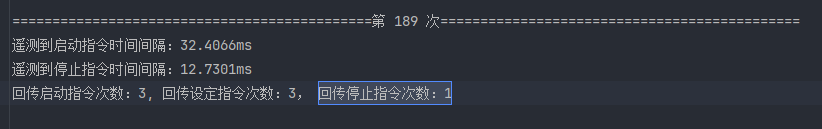 =============================================第 189 次=============================================
遥测到启动指令时间间隔：32.4066ms
遥测到停止指令时间间隔：12.7301ms
回传启动指令次数：3, 回传设定指令次数：3， 回传停止指令次数：1